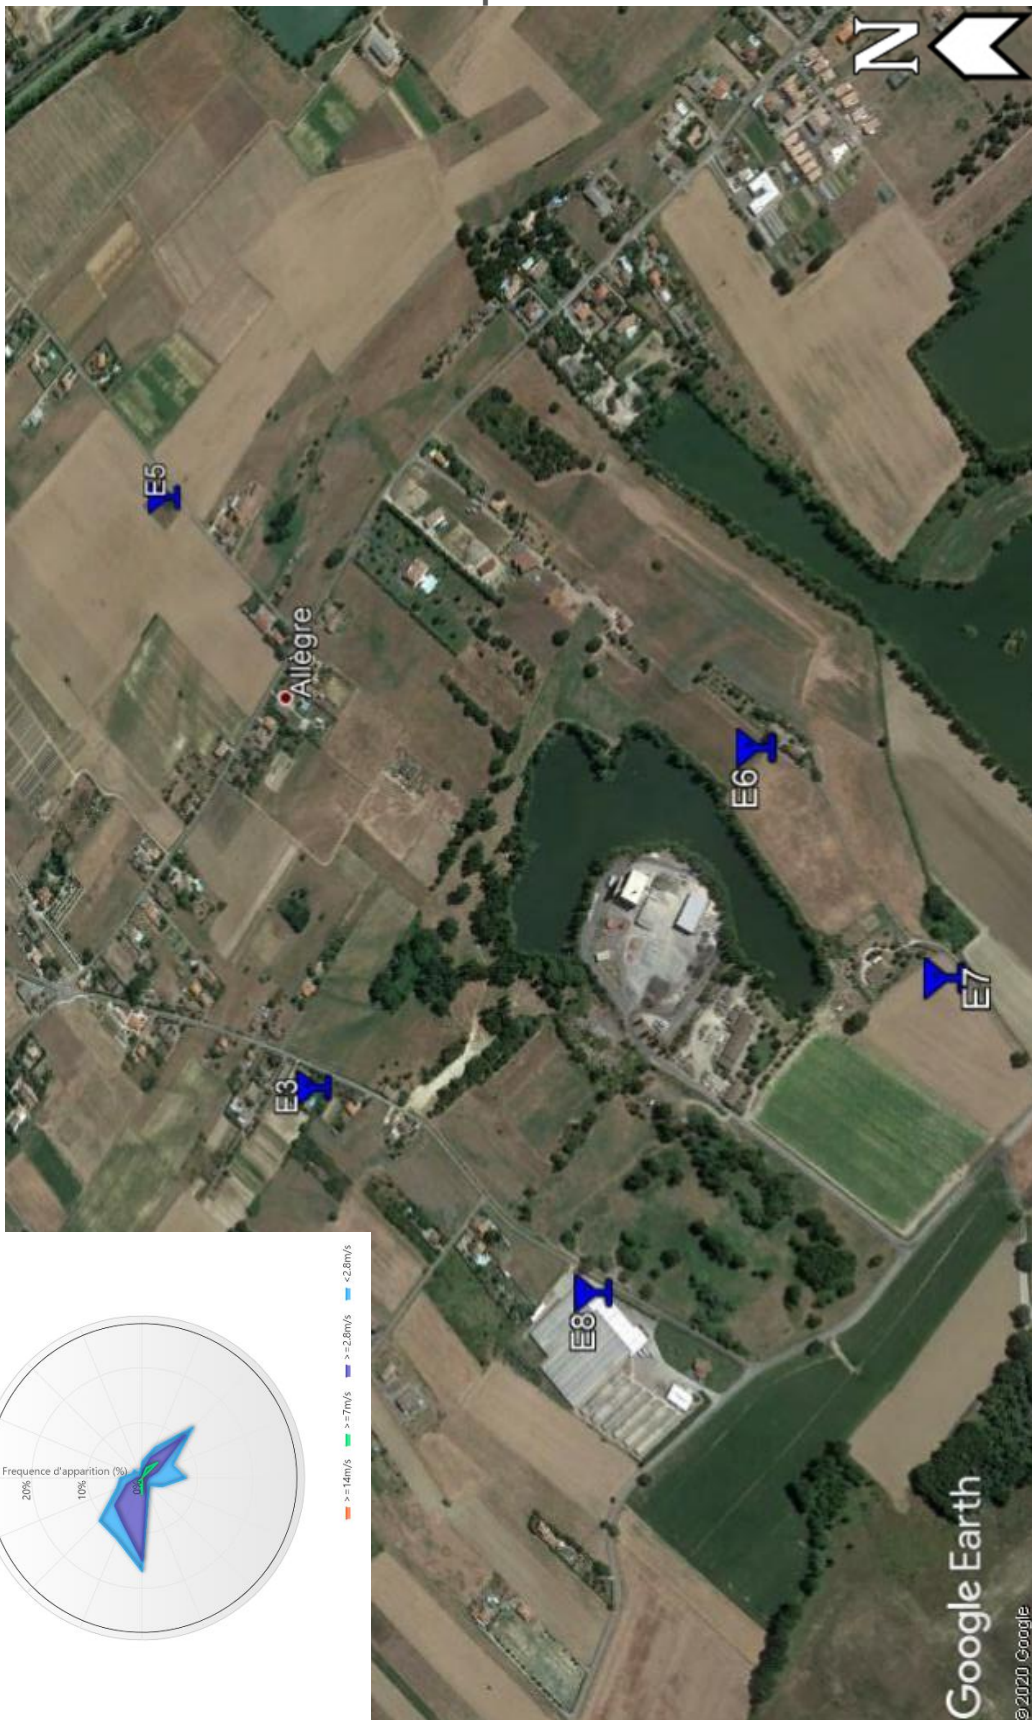 N
E5
Allègre
E6
E7
E3
E8
Frequence d'apparition (%)
20%
10%
0%
>=14m/s
>=7m/s
>=2.8m/s
<2.8m/s
Google Earth
©2020 Google